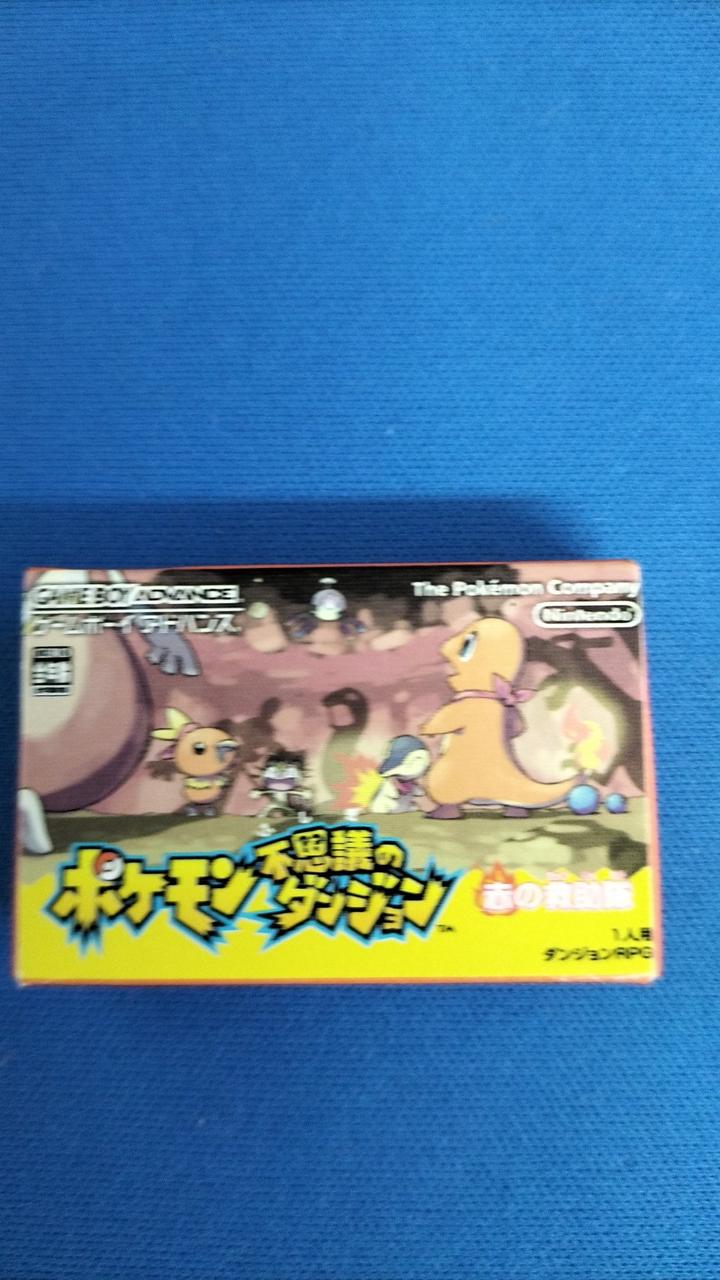 GAME BOY ADVANCE
ゲームボーイアドバンス
The Pokémon Company
Nintendo
ポケモン不思議のダンジョン™
赤の救助隊
1人用
ダンジョンRPG